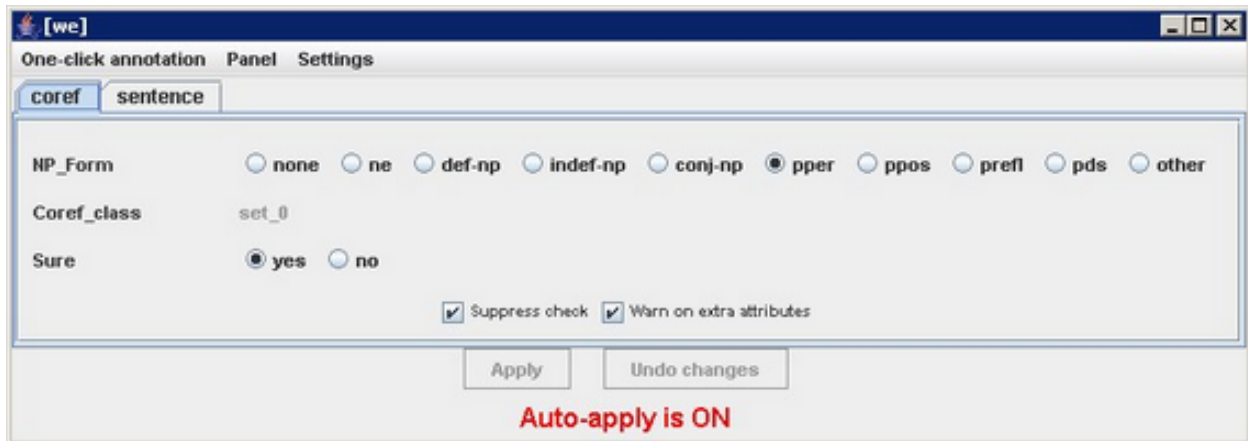 [we]
One-click annotation Panel Settings
coref sentence
NP_Form none ne def-np indef-np conj-np pper ppos prefl pds other
Coref_class set_0
Sure yes no
Suppress check Warn on extra attributes
Apply Undo changes
Auto-apply is ON